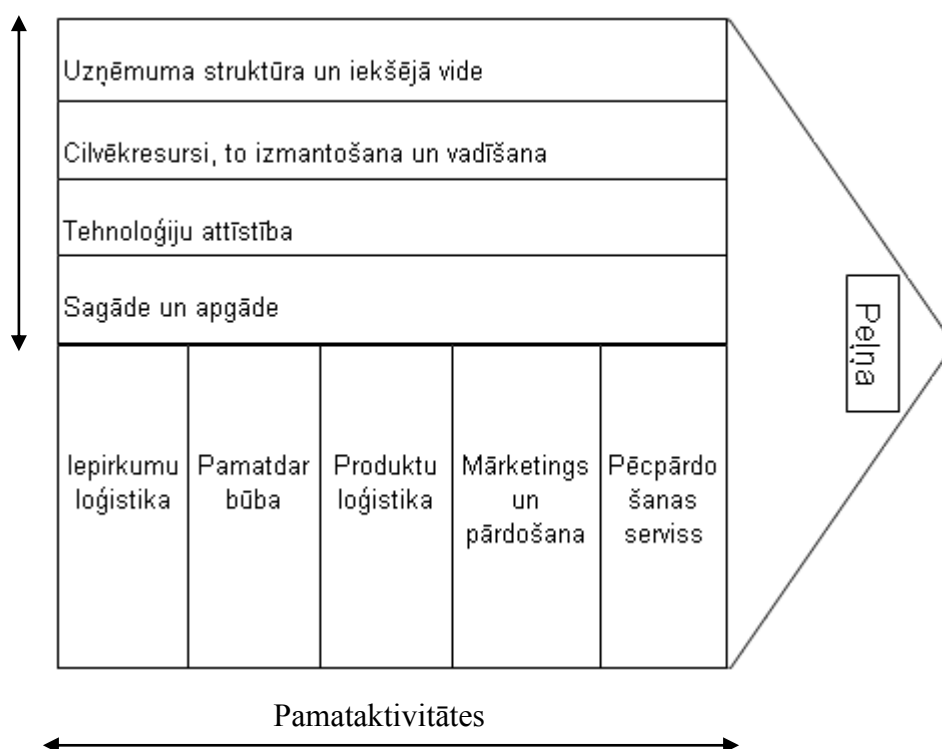 Uzņēmuma struktūra un iekšējā vide
Cilvēkresursi, to izmantošana un vadīšana
Tehnoloģiju attīstība
Sagāde un apgāde
Peļņa
Iepirkumu
loģistika
Pamatdar
būba
Produktu
loģistika
Mārketings
un
pārdošana
Pēcpārdo
šanas
serviss
Pamataktivitātes